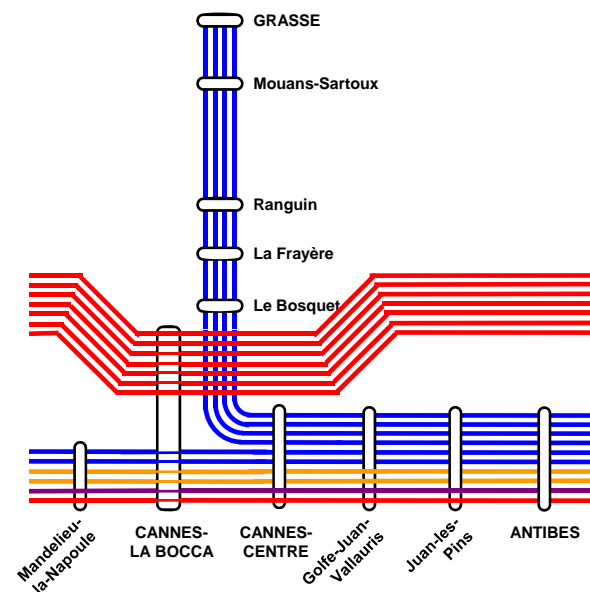 GRASSE
Mouans-Sartoux
Ranguin
La Frayère
Le Bosquet
Mandelieu-
la-Napoule
CANNES-
LA BOCCA
CANNES-
CENTRE
Golfe-Juan-
Vallauris
Juan-les-
Pins
ANTIBES